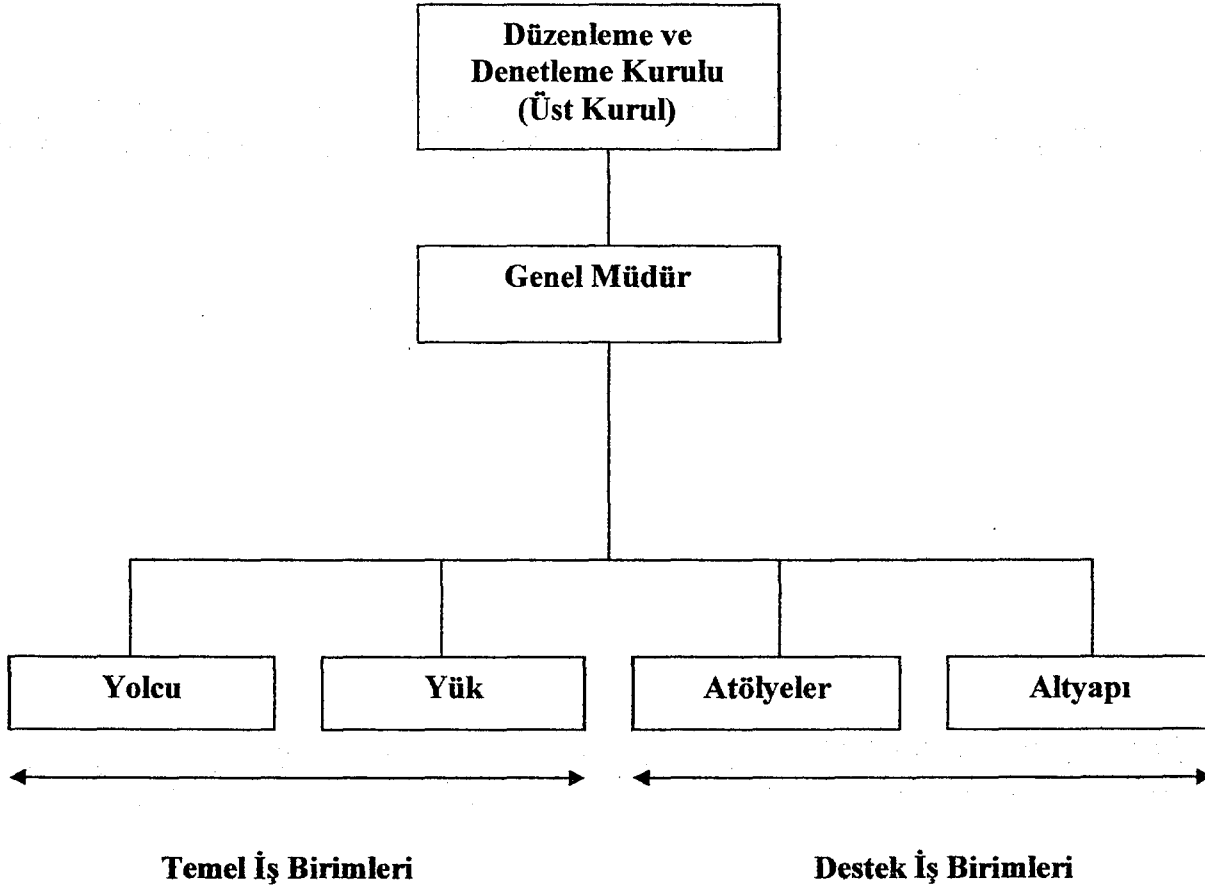 Düzenleme ve
Denetleme Kurulu
(Üst Kurul)
Genel Müdür
Yolcu
Yük
Atölyeler
Altyapı
Temel İş Birimleri
Destek İş Birimleri